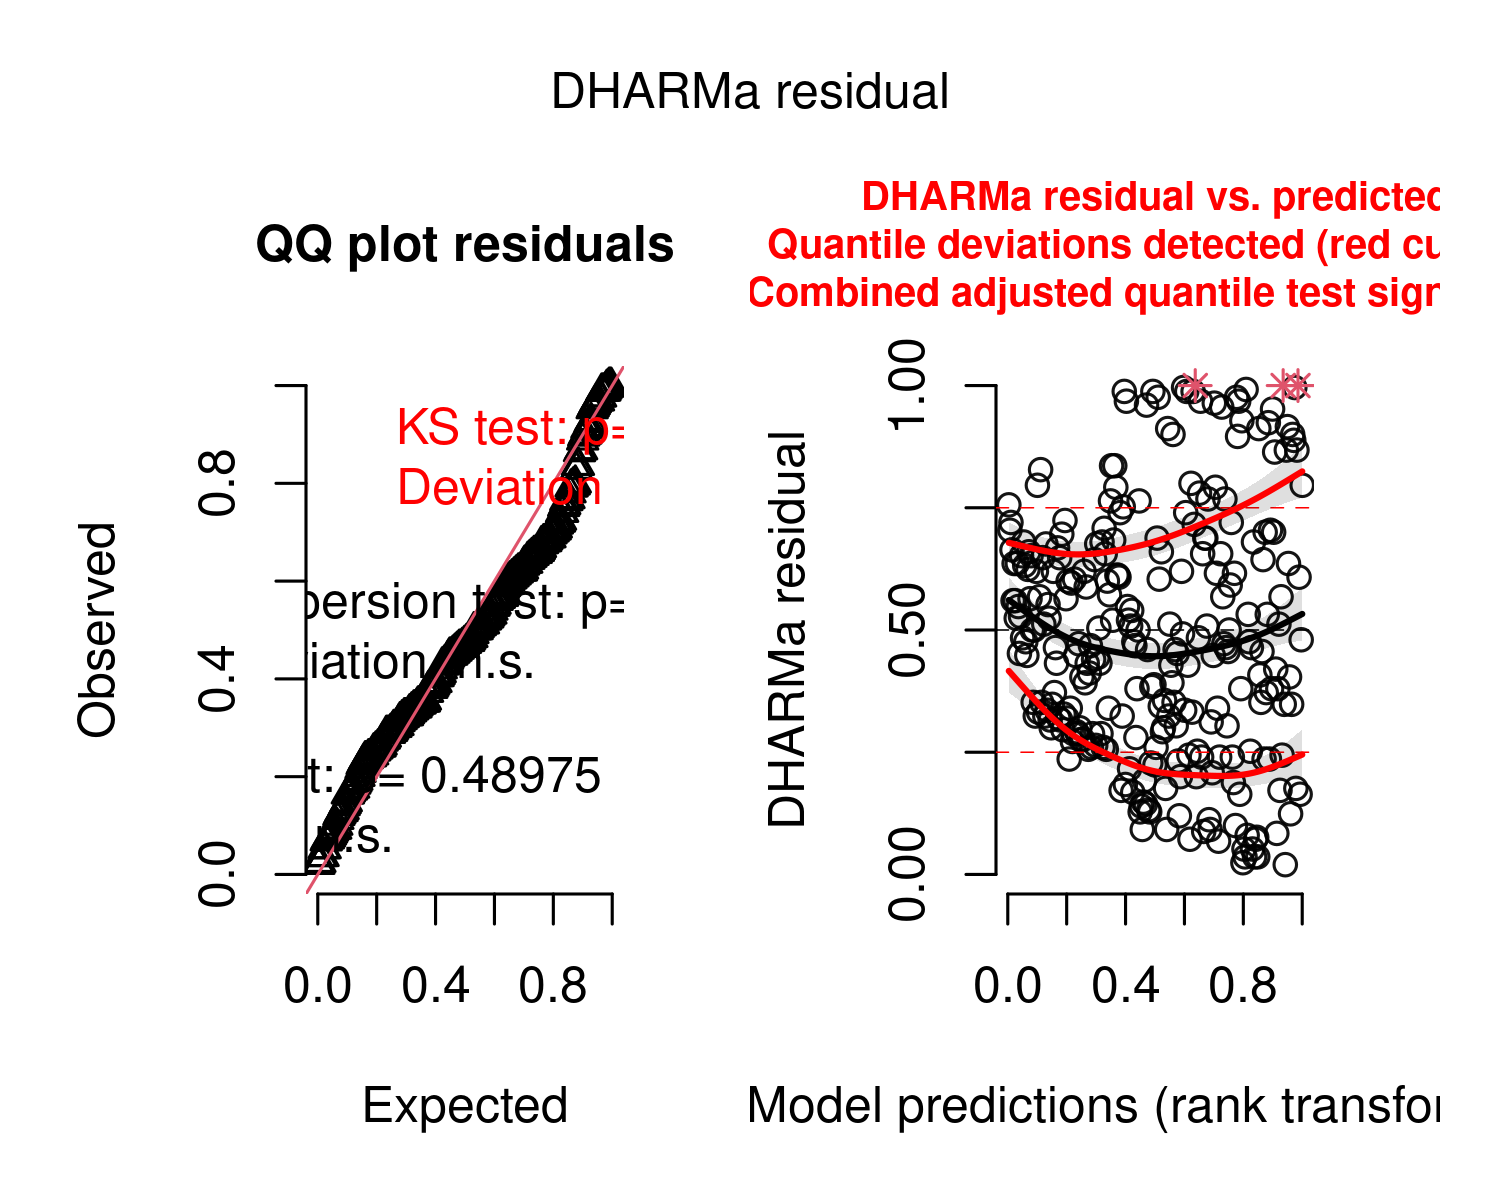 DHARMa residual
QQ plot residuals
KS test: p=
Deviation
persion test: p=
iation n.s.
t: p= 0.48975
n.s.
Observed
0.0 0.4 0.8
0.0 0.4 0.8
Expected
DHARMa residual vs. predicted
Quantile deviations detected (red cu
Combined adjusted quantile test sign
DHARMa residual
0.00 0.50 1.00
0.0 0.4 0.8
Model predictions (rank transfor